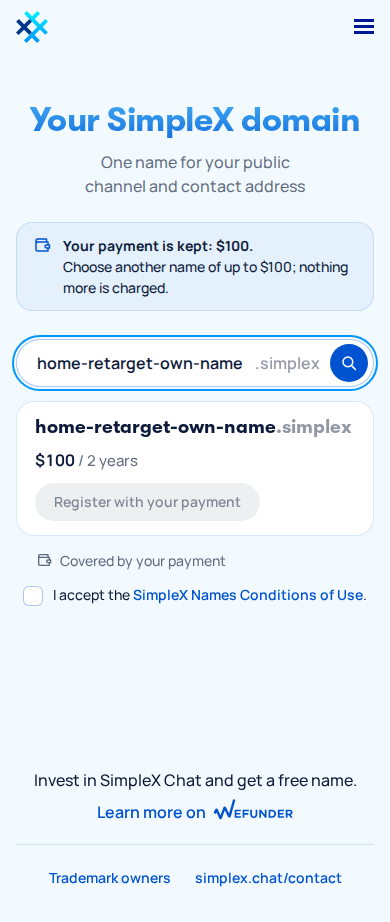 Your SimpleX domain
One name for your public
channel and contact address
Your payment is kept: $100.
Choose another name of up to $100; nothing
more is charged.
home-retarget-own-name .simplex
home-retarget-own-name.simplex
$100 / 2 years
Register with your payment
Covered by your payment
I accept the SimpleX Names Conditions of Use.
Invest in SimpleX Chat and get a free name.
Learn more on WEFUNDER
Trademark owners simplex.chat/contact